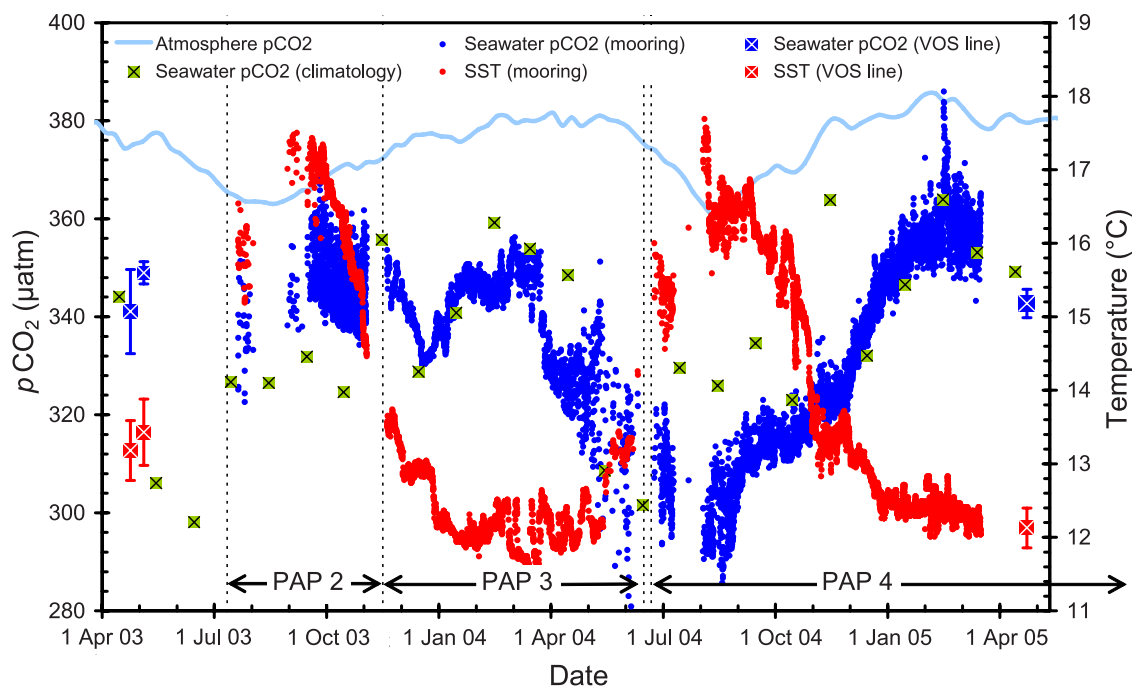 400
380
360
340
320
300
280
pCO2 (µatm)
Atmosphere pCO2
Seawater pCO2 (mooring)
Seawater pCO2 (VOS line)
Seawater pCO2 (climatology)
SST (mooring)
SST (VOS line)
19
18
17
16
15
14
13
12
11
Temperature (°C)
PAP 2
PAP 3
PAP 4
1 Apr 03
1 Jul 03
1 Oct 03
1 Jan 04
1 Apr 04
1 Jul 04
1 Oct 04
1 Jan 05
1 Apr 05
Date